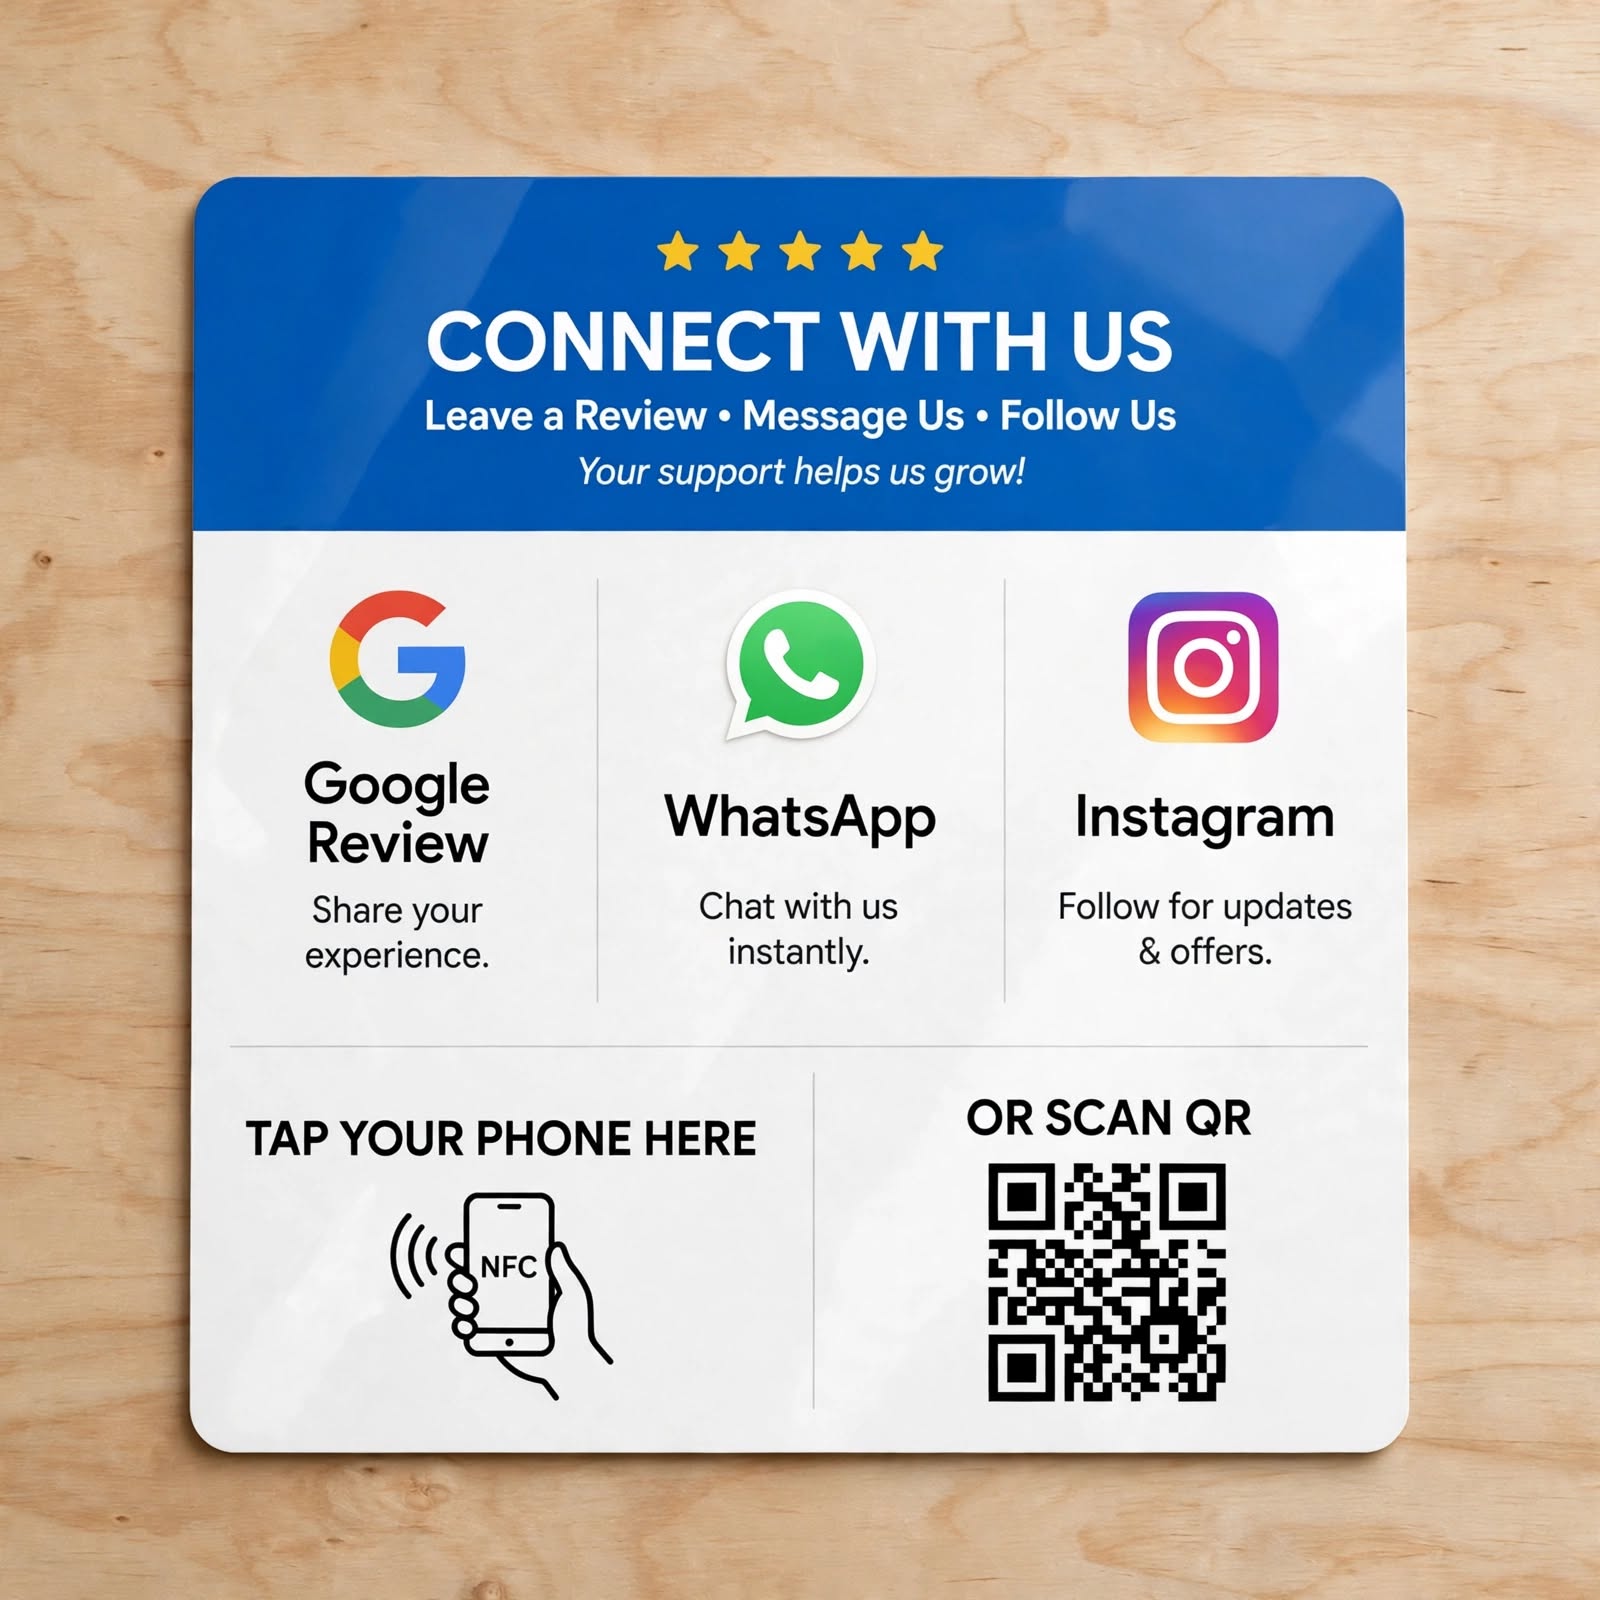 CONNECT WITH US
Leave a Review • Message Us • Follow Us
Your support helps us grow!
Google
Review
Share your
experience.
WhatsApp
Chat with us
instantly.
Instagram
Follow for updates
& offers.
TAP YOUR PHONE HERE
NFC
OR SCAN QR